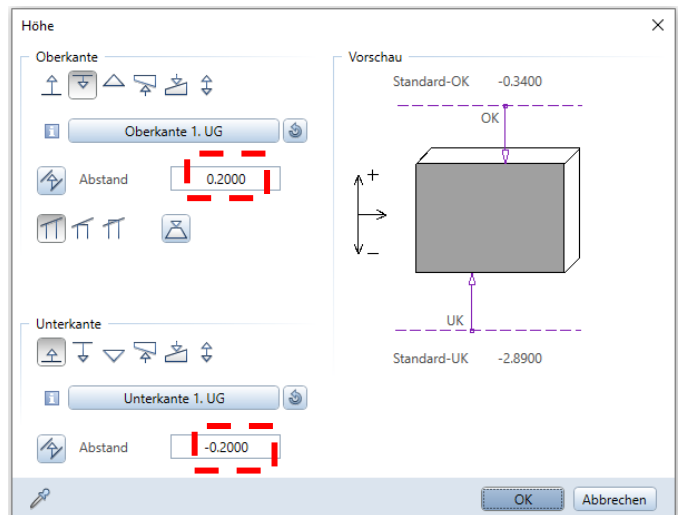 Höhe
Oberkante
Oberkante 1. UG
Abstand 0.2000
Unterkante
Unterkante 1. UG
Abstand -0.2000
Vorschau
Standard-OK -0.3400
OK
+
−
UK
Standard-UK -2.8900
OK Abbrechen